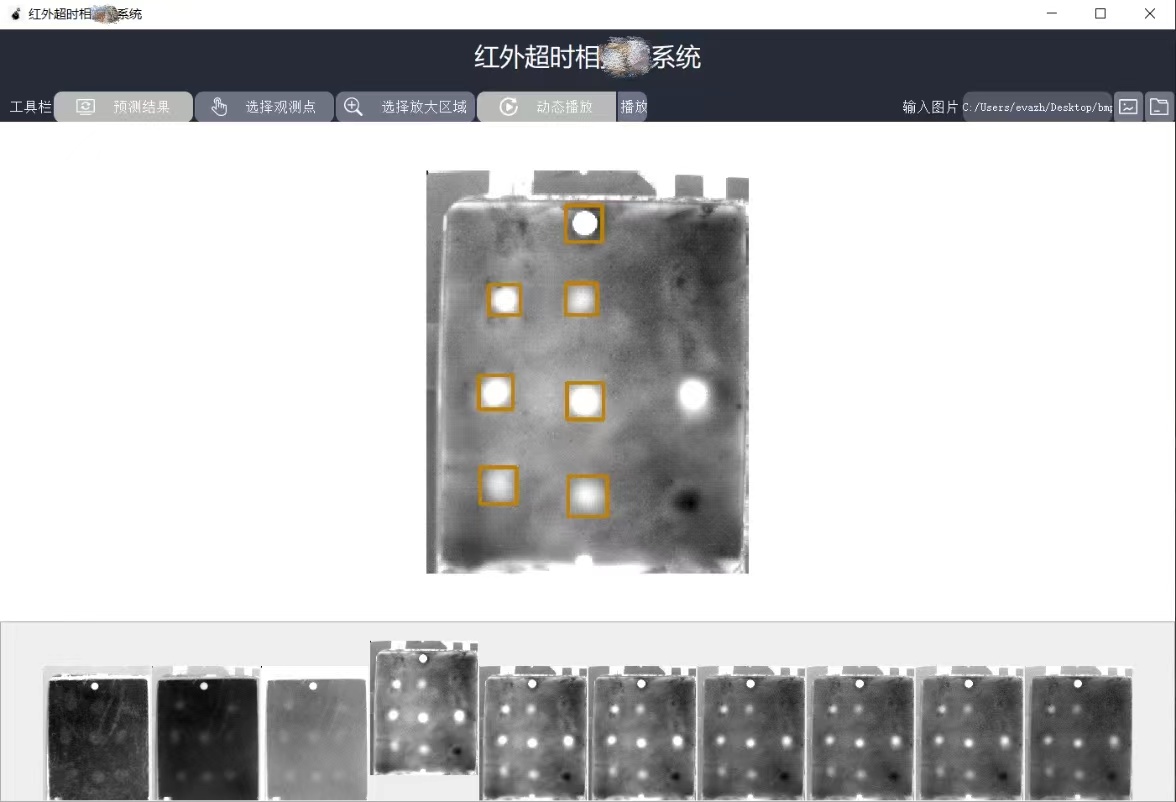 红外超时相 系统
红外超时相 系统
工具栏 预测结果 选择观测点 选择放大区域 动态播放 播放 输入图片 C:/Users/evazh/Desktop/bmp